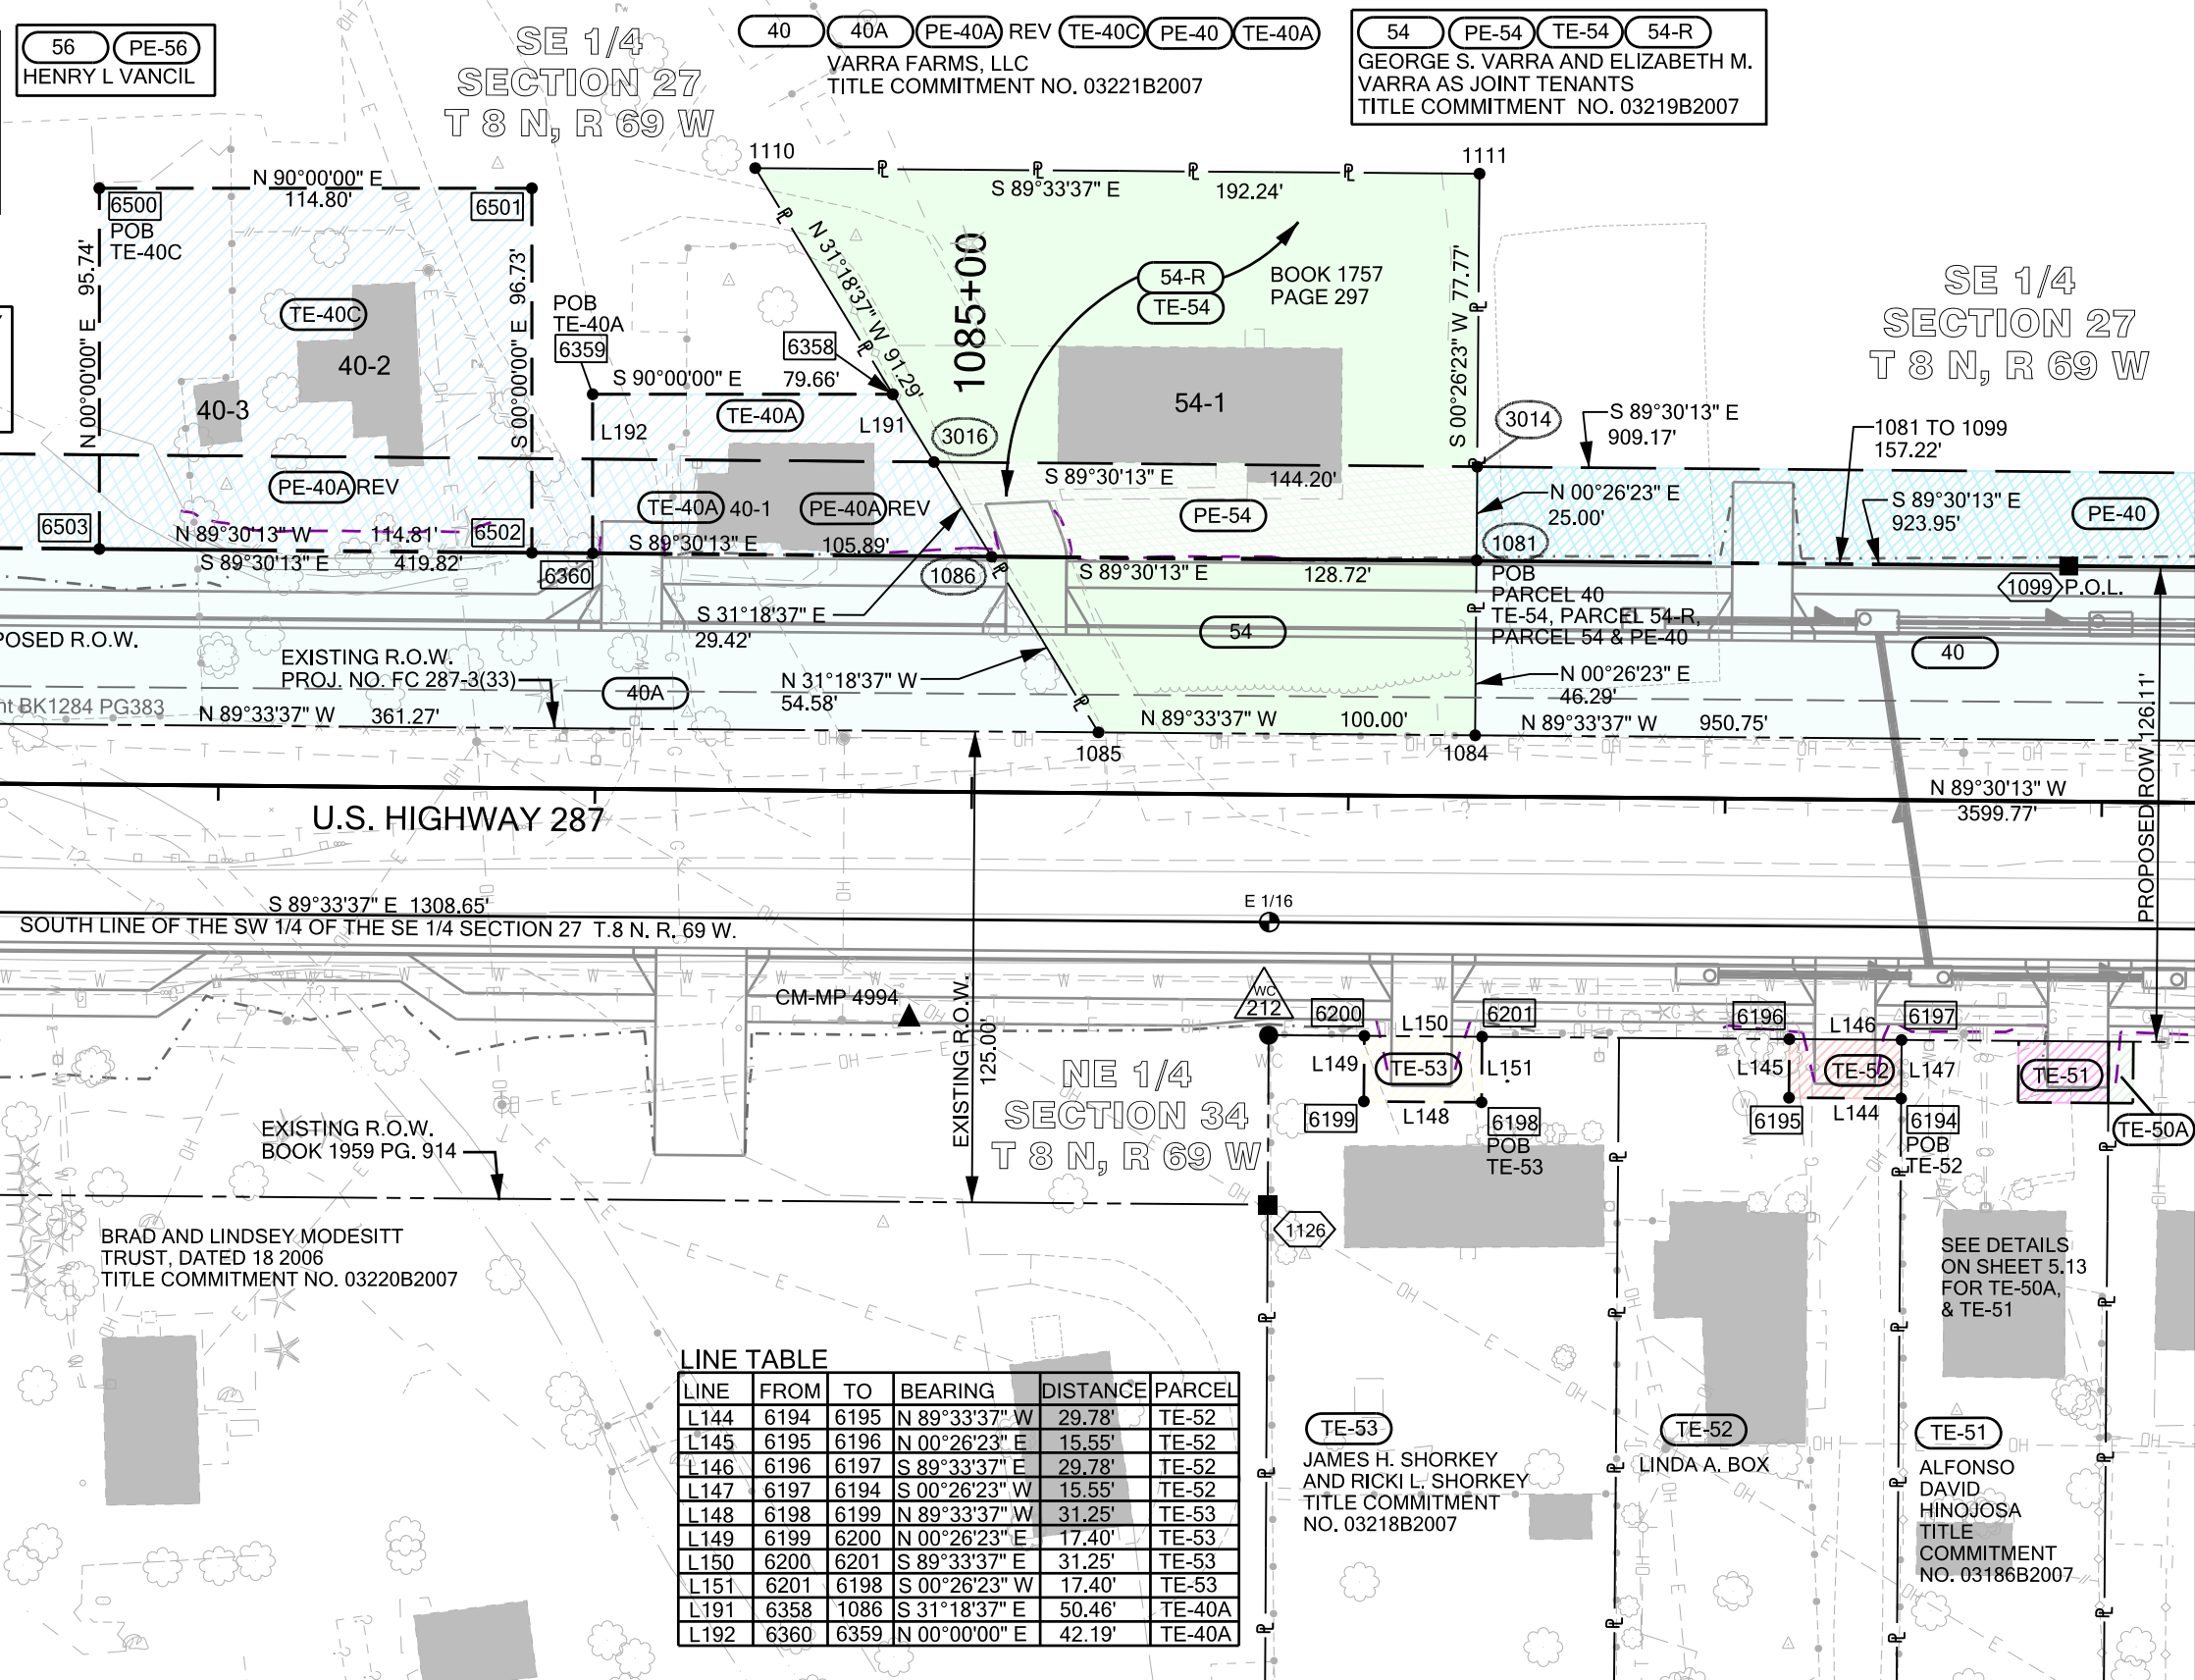 56 PE-56
HENRY L VANCIL
SE 1/4
SECTION 27
T 8 N, R 69 W
40 40A PE-40A REV TE-40C PE-40 TE-40A
VARRA FARMS, LLC
TITLE COMMITMENT NO. 03221B2007
54 PE-54 TE-54 54-R
GEORGE S. VARRA AND ELIZABETH M.
VARRA AS JOINT TENANTS
TITLE COMMITMENT NO. 03219B2007
1110
1111
N 90°00'00" E
114.80'
6500
6501
POB
TE-40C
N 00°00'00" E 95.74'
S 00°00'00" E 96.73'
TE-40C
40-2
40-3
POB
TE-40A
6359
6358
S 90°00'00" E 79.66'
TE-40A
L192
L191
N 31°18'37" W 91.29'
1085+00
S 89°33'37" E 192.24'
54-R
TE-54
BOOK 1757
PAGE 297
S 00°26'23" W 77.77'
54-1
3016
3014
S 89°30'13" E
909.17'
1081 TO 1099
157.22'
SE 1/4
SECTION 27
T 8 N, R 69 W
S 89°30'13" E 144.20'
N 00°26'23" E
25.00'
S 89°30'13" E
923.95'
PE-40
PE-40A REV
TE-40A 40-1 PE-40A REV
PE-54
6503
6502
N 89°30'13" W 114.81'
S 89°30'13" E 419.82'
S 89°30'13" E 105.89'
6360
1086
S 89°30'13" E 128.72'
1081
POB
PARCEL 40
TE-54, PARCEL 54-R,
PARCEL 54 & PE-40
1099 P.O.L.
S 31°18'37" E
29.42'
54
40
POSED R.O.W.
EXISTING R.O.W.
PROJ. NO. FC 287-3(33)
40A
N 31°18'37" W
54.58'
N 00°26'23" E
46.29'
nt BK1284 PG383
N 89°33'37" W 361.27'
N 89°33'37" W 100.00'
N 89°33'37" W 950.75'
1085
1084
PROPOSED ROW 126.11'
N 89°30'13" W
3599.77'
U.S. HIGHWAY 287
S 89°33'37" E 1308.65'
SOUTH LINE OF THE SW 1/4 OF THE SE 1/4 SECTION 27 T.8 N. R. 69 W.
E 1/16
CM-MP 4994
EXISTING R.O.W.
125.00'
WC
212
WC
6200
L150
6201
L149
TE-53
L151
6199
L148
6198
POB
TE-53
6196
L146
6197
L145
TE-52
L147
TE-51
6195
L144
6194
POB
TE-52
TE-50A
NE 1/4
SECTION 34
T 8 N, R 69 W
EXISTING R.O.W.
BOOK 1959 PG. 914
1126
BRAD AND LINDSEY MODESITT
TRUST, DATED 18 2006
TITLE COMMITMENT NO. 03220B2007
SEE DETAILS
ON SHEET 5.13
FOR TE-50A,
& TE-51
LINE TABLE
LINE FROM TO BEARING DISTANCE PARCEL
L144 6194 6195 N 89°33'37" W 29.78' TE-52
L145 6195 6196 N 00°26'23" E 15.55' TE-52
L146 6196 6197 S 89°33'37" E 29.78' TE-52
L147 6197 6194 S 00°26'23" W 15.55' TE-52
L148 6198 6199 N 89°33'37" W 31.25' TE-53
L149 6199 6200 N 00°26'23" E 17.40' TE-53
L150 6200 6201 S 89°33'37" E 31.25' TE-53
L151 6201 6198 S 00°26'23" W 17.40' TE-53
L191 6358 1086 S 31°18'37" E 50.46' TE-40A
L192 6360 6359 N 00°00'00" E 42.19' TE-40A
TE-53
JAMES H. SHORKEY
AND RICKI L. SHORKEY
TITLE COMMITMENT
NO. 03218B2007
TE-52
LINDA A. BOX
TE-51
ALFONSO
DAVID
HINOJOSA
TITLE
COMMITMENT
NO. 03186B2007